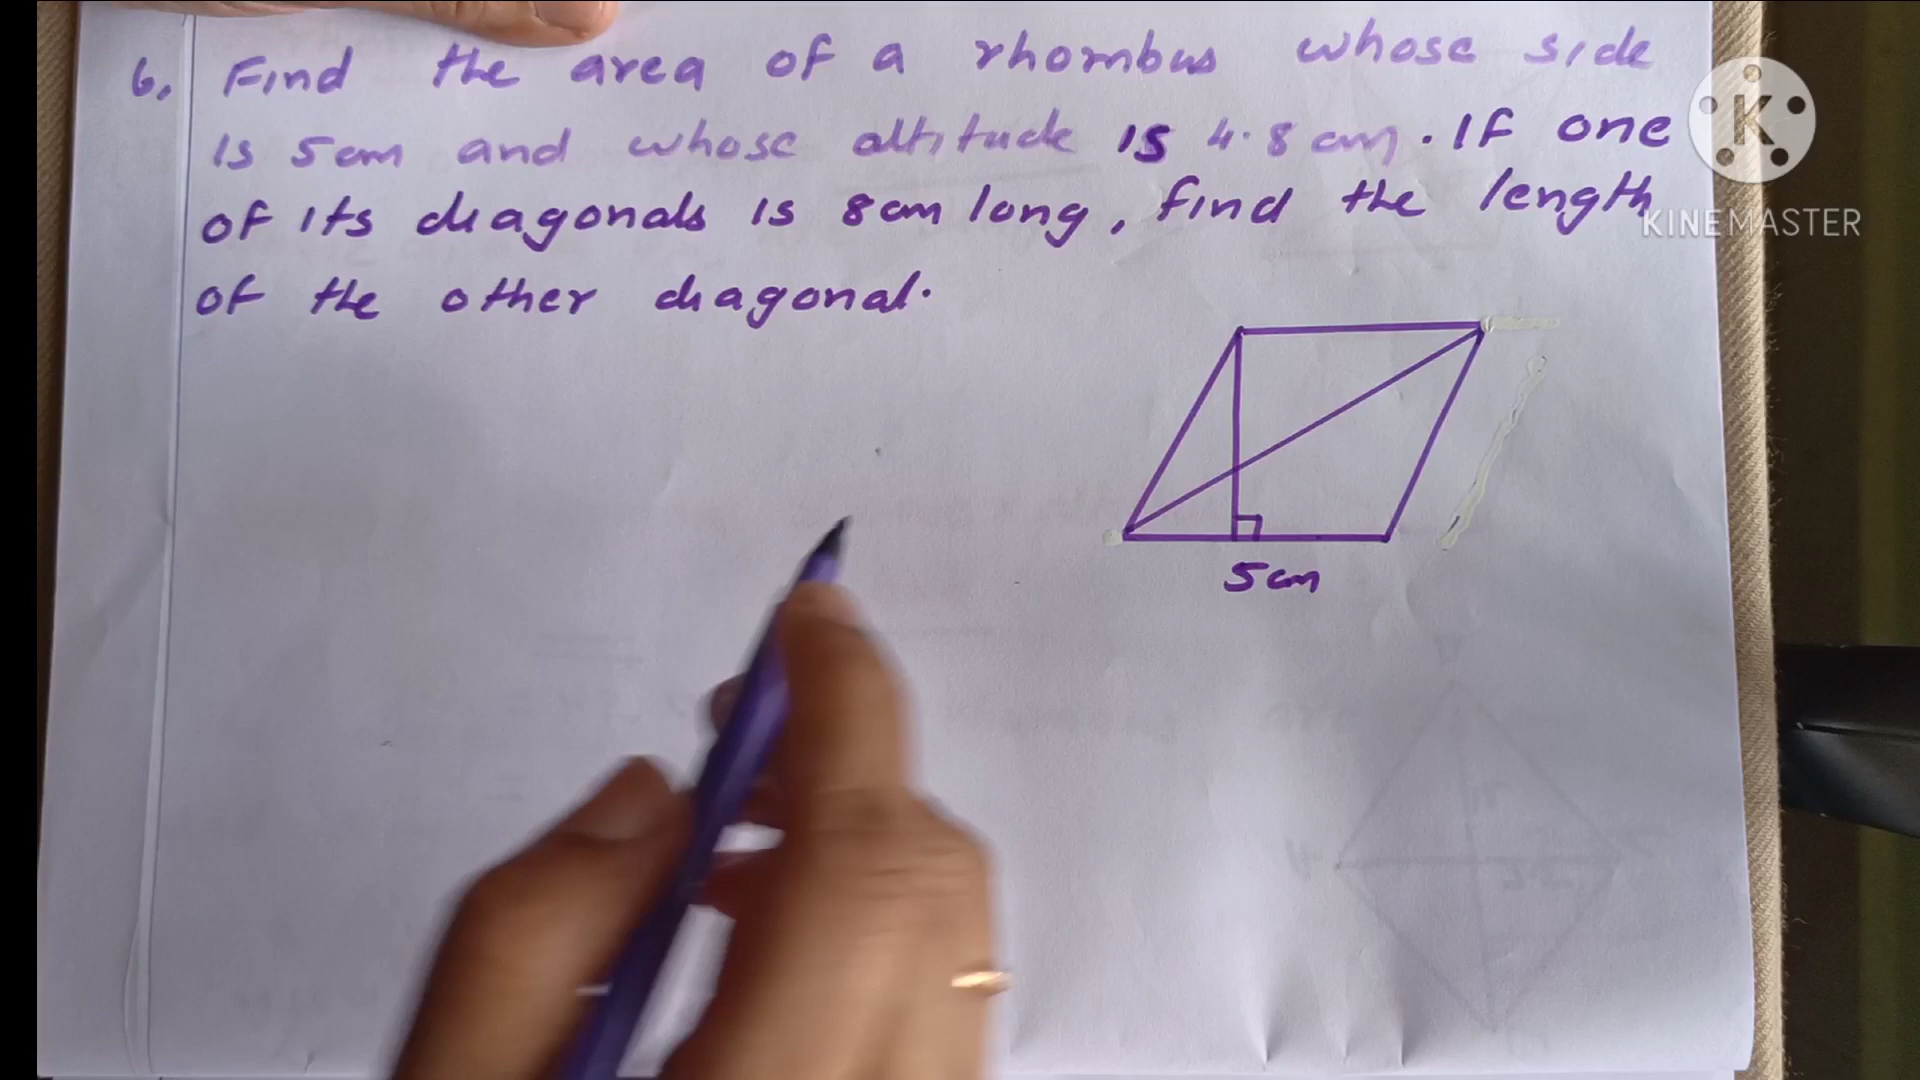 6. Find the area of a rhombus whose side
is 5cm and whose altitude is 4.8 cm. If one
of its diagonals is 8cm long, find the length
of the other diagonal.
5cm
K
KINEMASTER